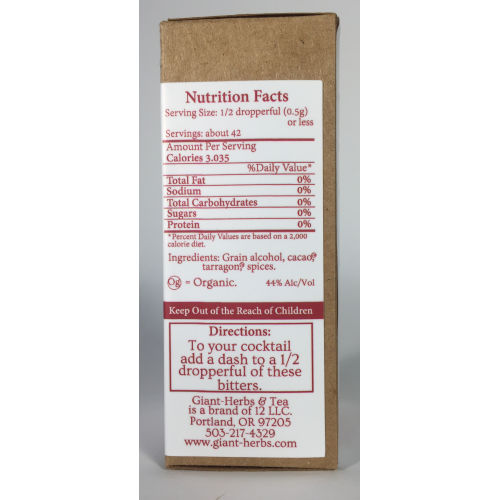 Nutrition Facts
Serving Size: 1/2 dropperful (0.5g)
or less
Servings: about 42
Amount Per Serving
Calories 3.035
%Daily Value*
Total Fat 0%
Sodium 0%
Total Carbohydrates 0%
Sugars 0%
Protein 0%
*Percent Daily Values are based on a 2,000
calorie diet.
Ingredients: Grain alcohol, cacao,
tarragon, spices.
Og = Organic. 44% Alc/Vol
Keep Out of the Reach of Children
Directions:
To your cocktail
add a dash to a 1/2
dropperful of these
bitters.
Giant-Herbs & Tea
is a brand of 12 LLC.
Portland, OR 97205
503-217-4329
www.giant-herbs.com